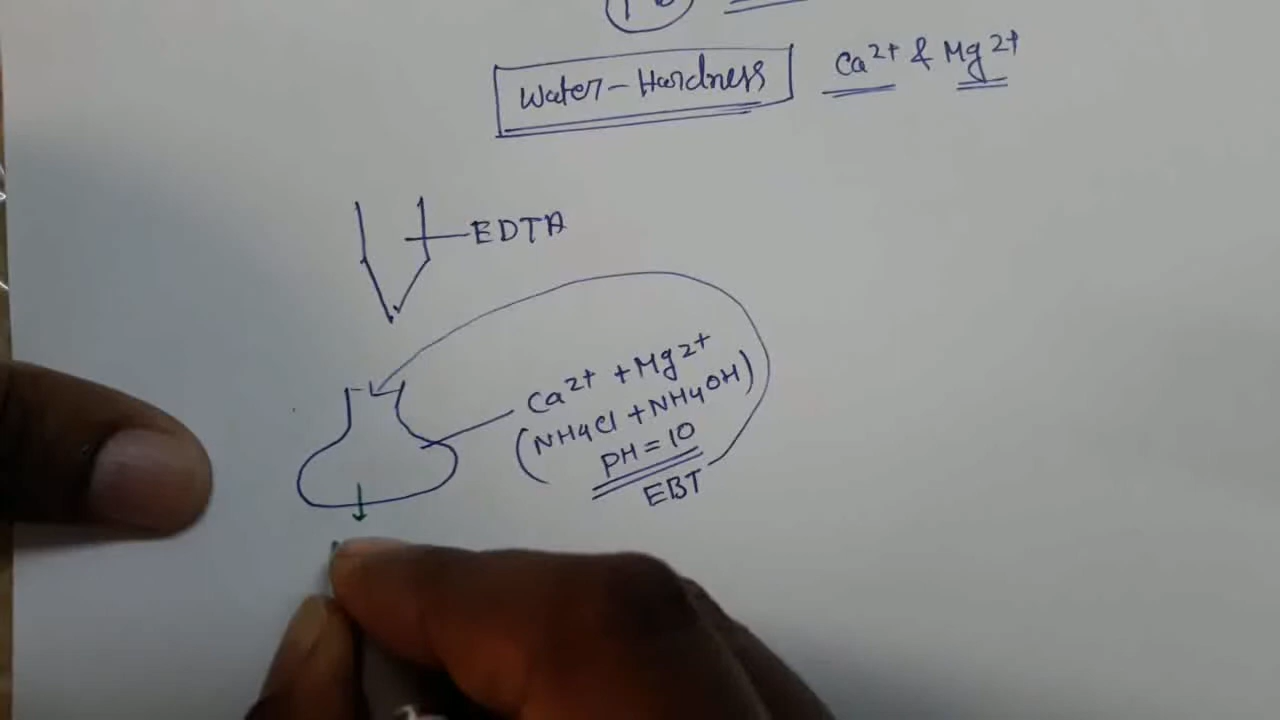 Water-Hardness Ca2+ & Mg2+
EDTA
Ca2+ + Mg2+
(NH4Cl + NH4OH)
PH = 10
EBT